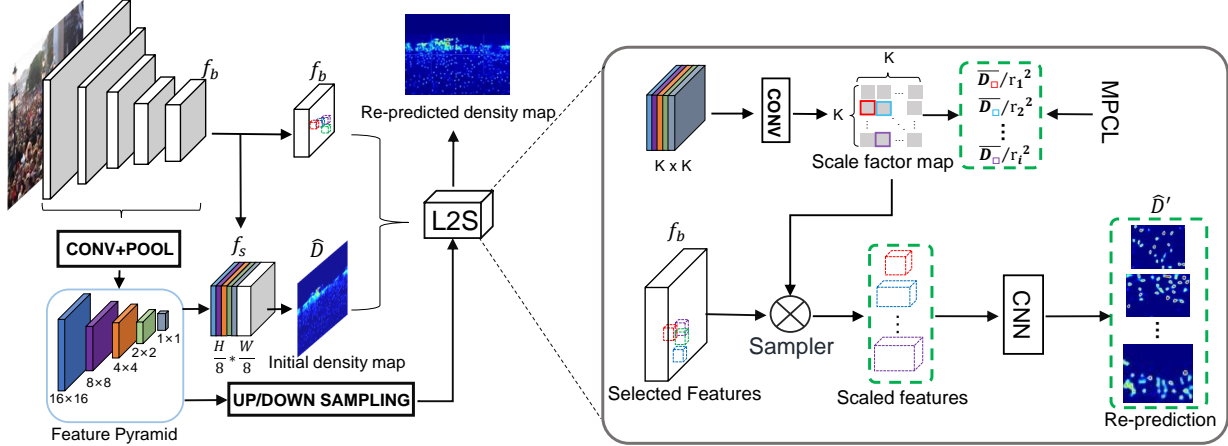 f_b
f_b
Re-predicted density map
CONV+POOL
f_s
D̂
H/8 * W/8
Initial density map
16×16
8×8
4×4
2×2
1×1
Feature Pyramid
UP/DOWN SAMPLING
L2S
K x K
CONV
K
K
... 
Scale factor map
D̅□/r₁²
D̅□/r₂²
⋮
D̅□/rᵢ²
MPCL
f_b
Selected Features
Sampler
Scaled features
CNN
D̂′
Re-prediction